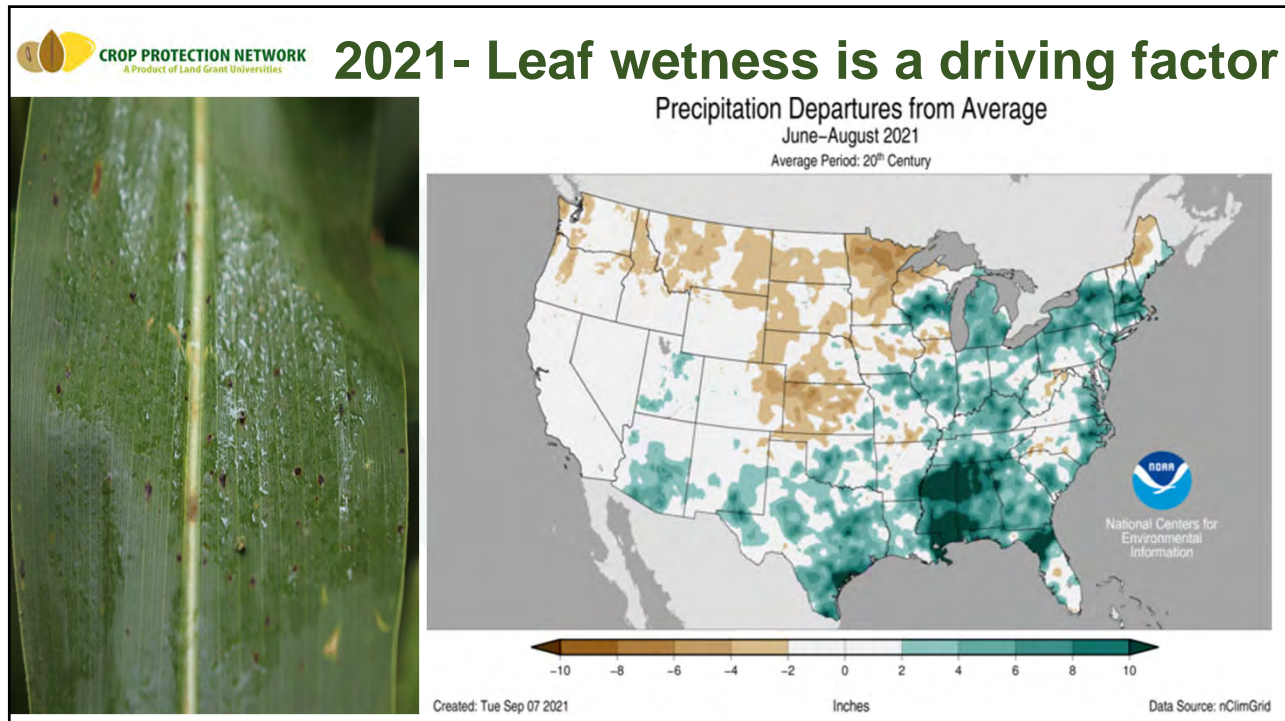 CROP PROTECTION NETWORK
A Product of Land Grant Universities
2021- Leaf wetness is a driving factor
Precipitation Departures from Average
June–August 2021
Average Period: 20th Century
NOAA
National Centers for
Environmental
Information
-10 -8 -6 -4 -2 0 2 4 6 8 10
Created: Tue Sep 07 2021 Inches Data Source: nClimGrid